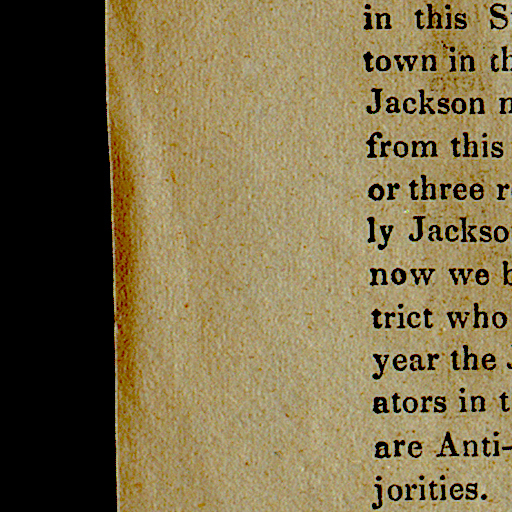 in this
town in
Jackson
from this
or three
ly Jackso
now we
trict who
year the
ators in
are Anti-
jorities.